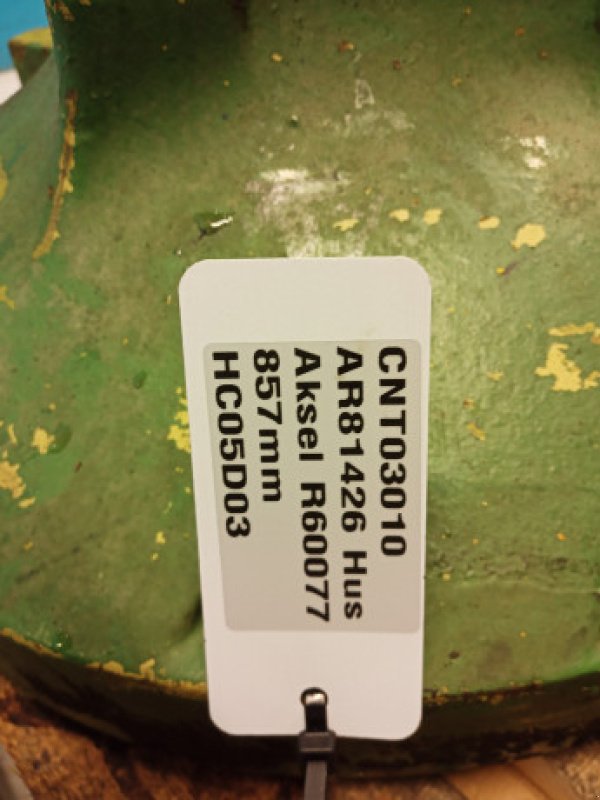 CNT03010
AR81426 Hus
Aksel R60077
857mm
HC05D03